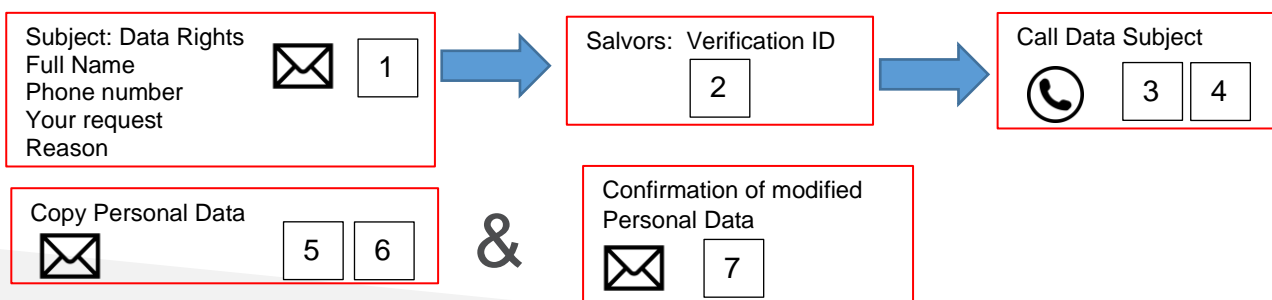 Subject: Data Rights
Full Name
Phone number
Your request
Reason
1
Salvors: Verification ID
2
Call Data Subject
3 4
Copy Personal Data
5 6
&
Confirmation of modified
Personal Data
7